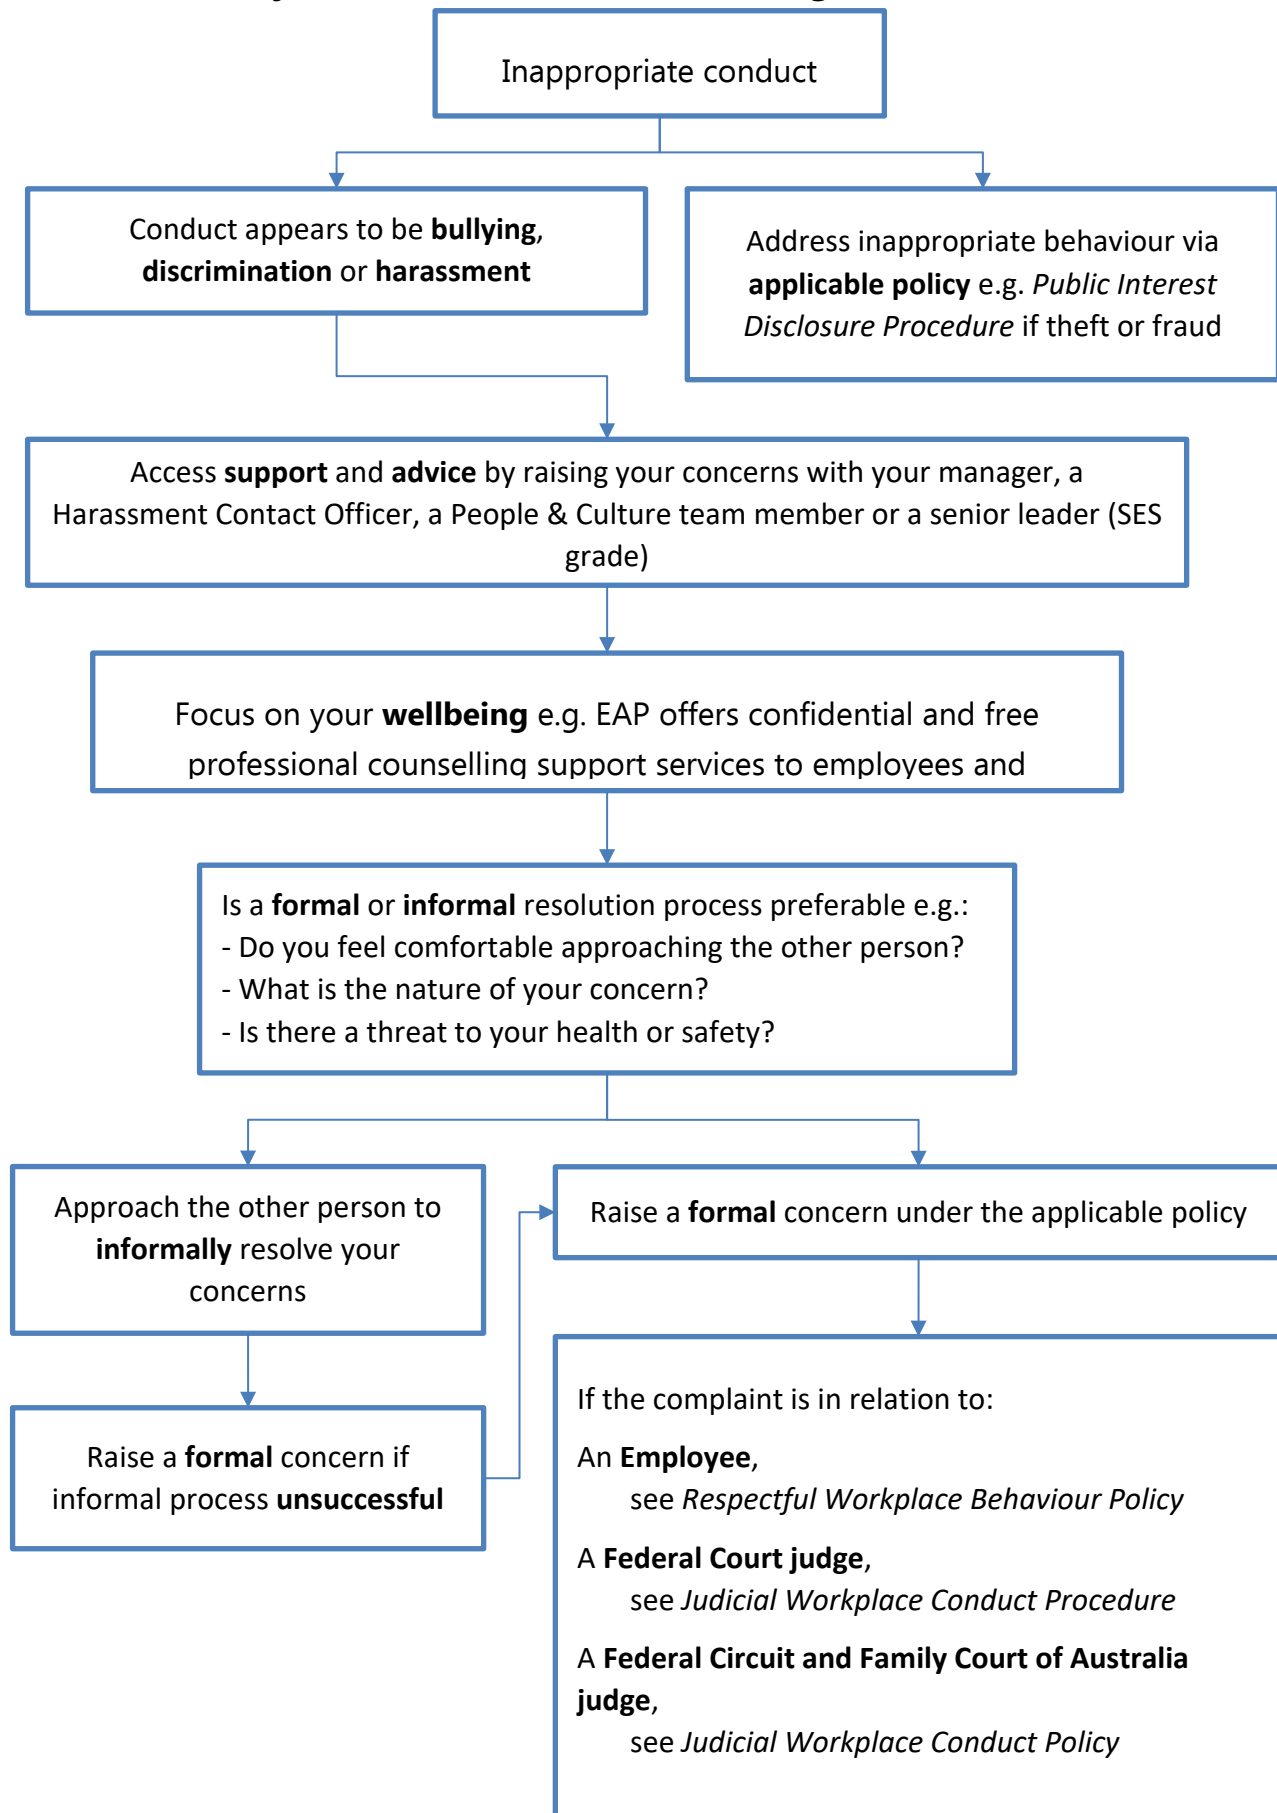 Inappropriate conduct
Conduct appears to be bullying,
discrimination or harassment
Address inappropriate behaviour via
applicable policy e.g. Public Interest
Disclosure Procedure if theft or fraud
Access support and advice by raising your concerns with your manager, a
Harassment Contact Officer, a People & Culture team member or a senior leader (SES
grade)
Focus on your wellbeing e.g. EAP offers confidential and free
professional counselling support services to employees and
Is a formal or informal resolution process preferable e.g.:
- Do you feel comfortable approaching the other person?
- What is the nature of your concern?
- Is there a threat to your health or safety?
Approach the other person to
informally resolve your
concerns
Raise a formal concern under the applicable policy
Raise a formal concern if
informal process unsuccessful
If the complaint is in relation to:
An Employee,
see Respectful Workplace Behaviour Policy
A Federal Court judge,
see Judicial Workplace Conduct Procedure
A Federal Circuit and Family Court of Australia
judge,
see Judicial Workplace Conduct Policy